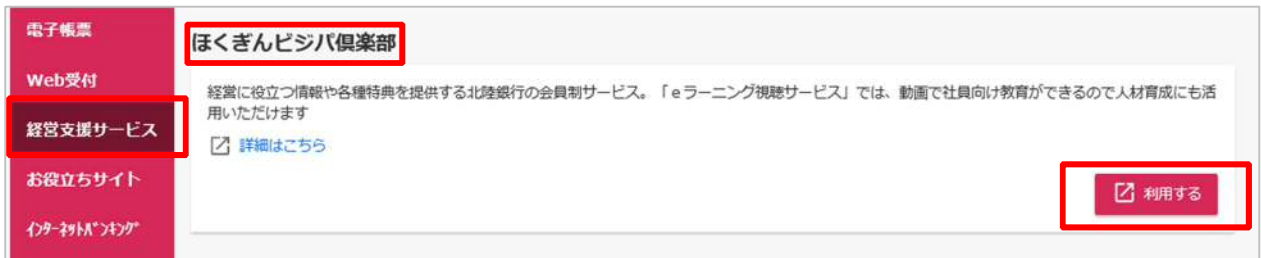 電子帳票
Web受付
経営支援サービス
お役立ちサイト
ｲﾝﾀｰﾈｯﾄﾊﾞﾝｷﾝｸﾞ
ほくぎんビジパ倶楽部
経営に役立つ情報や各種特典を提供する北陸銀行の会員制サービス。「eラーニング視聴サービス」では、動画で社員向け教育ができるので人材育成にも活
用いただけます
詳細はこちら
利用する